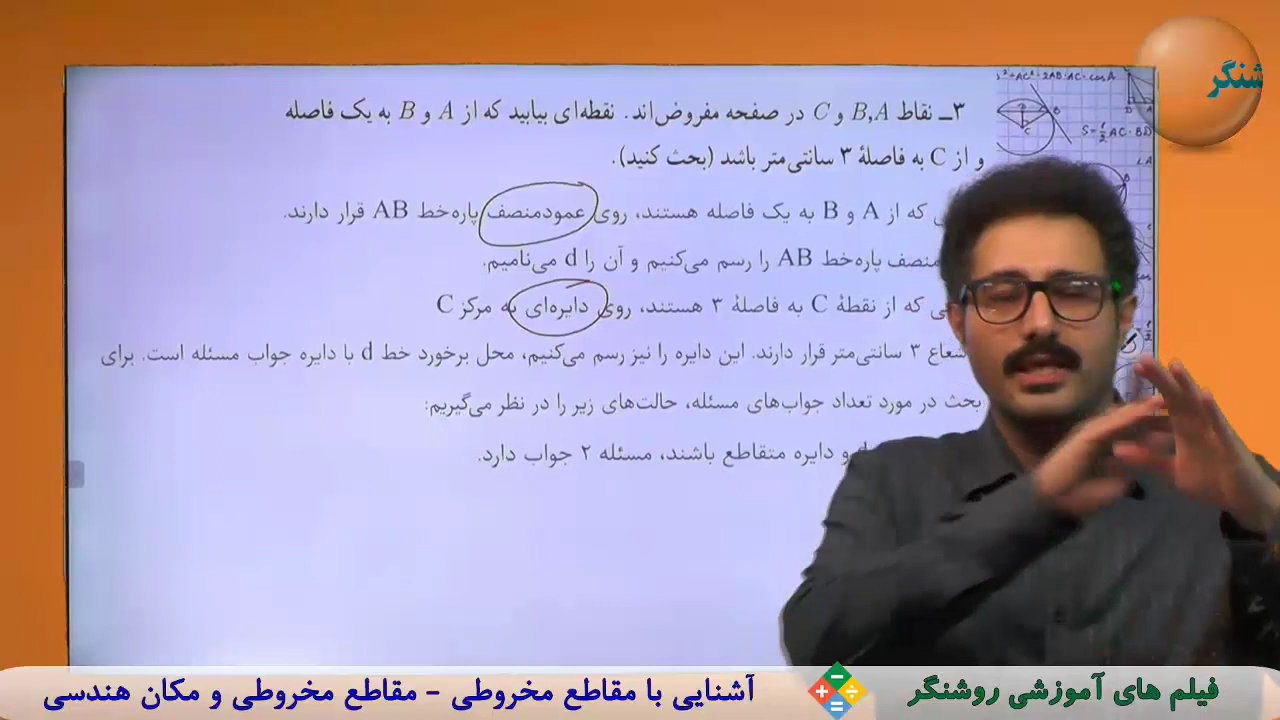 شنگر
۳ــ نقاط B,A و C در صفحه مفروض‌اند. نقطه‌ای بیابید که از A و B به یک فاصله
و از C به فاصلهٔ ۳ سانتی‌متر باشد (بحث کنید).
که از A و B به یک فاصله هستند، روی عمودمنصف پاره‌خط AB قرار دارند.
منصف پاره‌خط AB را رسم می‌کنیم و آن را d می‌نامیم.
که از نقطهٔ C به فاصلهٔ ۳ هستند، روی دایره‌ای به مرکز C
شعاع ۳ سانتی‌متر قرار دارند. این دایره را نیز رسم می‌کنیم، محل برخورد خط d با دایره جواب مسئله است. برای
بحث در مورد تعداد جواب‌های مسئله، حالت‌های زیر را در نظر می‌گیریم:
و دایره متقاطع باشند، مسئله ۲ جواب دارد.
S=½ AC·BD
فیلم های آموزشی روشنگر
آشنایی با مقاطع مخروطی - مقاطع مخروطی و مکان هندسی